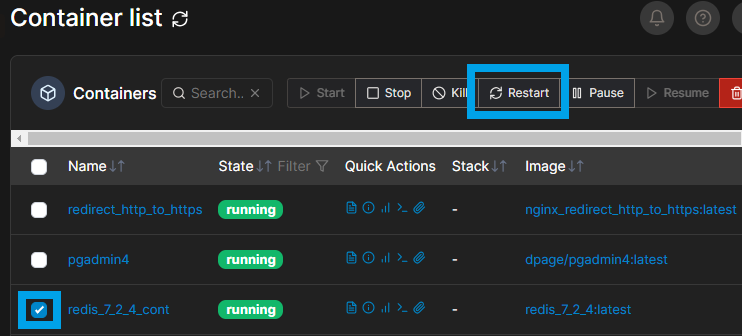 Container list
Containers Search.. Start Stop Kill Restart Pause Resume
Name State Filter Quick Actions Stack Image
redirect_http_to_https running - nginx_redirect_http_to_https:latest
pgadmin4 running - dpage/pgadmin4:latest
redis_7_2_4_cont running - redis_7_2_4:latest